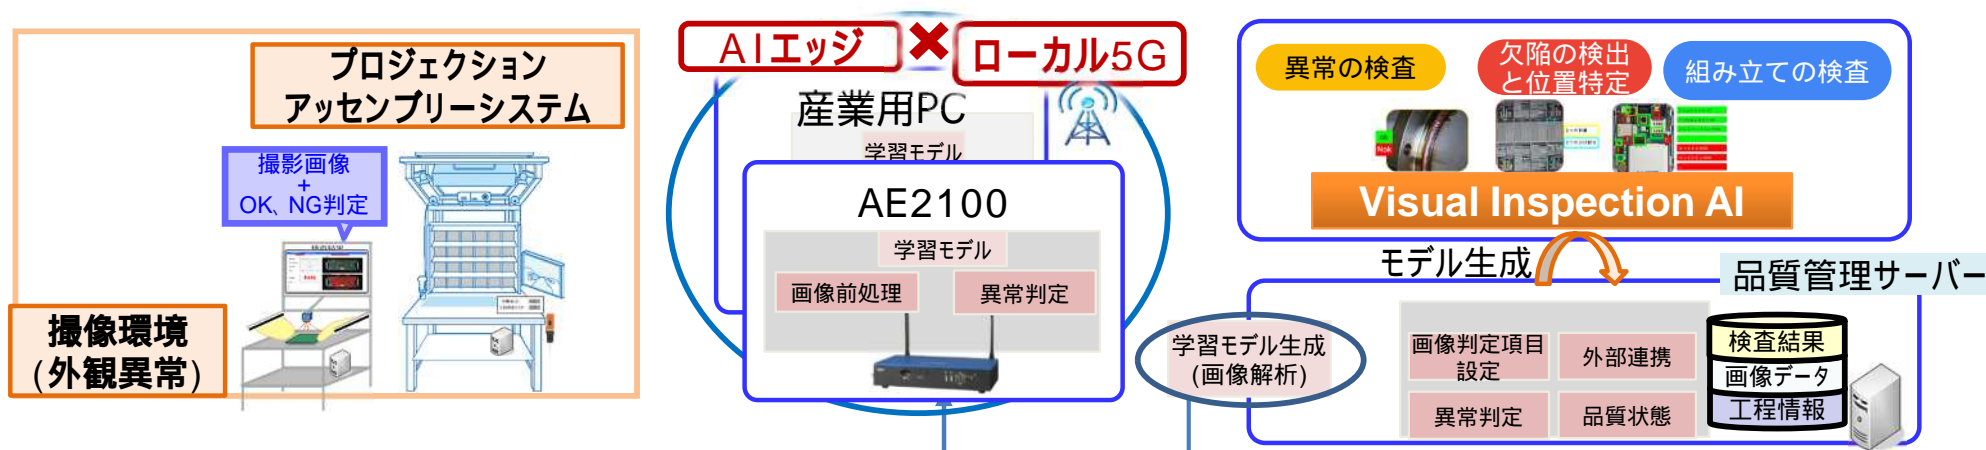 プロジェクション
アッセンブリーシステム
撮影画像
+
OK、NG判定
撮像環境
(外観異常)
AIエッジ
×
ローカル5G
産業用PC
学習モデル
AE2100
学習モデル
画像前処理
異常判定
異常の検査
欠陥の検出
と位置特定
組み立ての検査
Nok
Visual Inspection AI
モデル生成
品質管理サーバー
学習モデル生成
(画像解析)
画像判定項目
設定
外部連携
異常判定
品質状態
検査結果
画像データ
工程情報